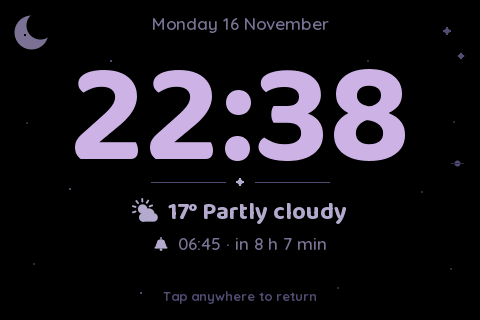 Monday 16 November
22:38
17° Partly cloudy
06:45 · in 8 h 7 min
Tap anywhere to return